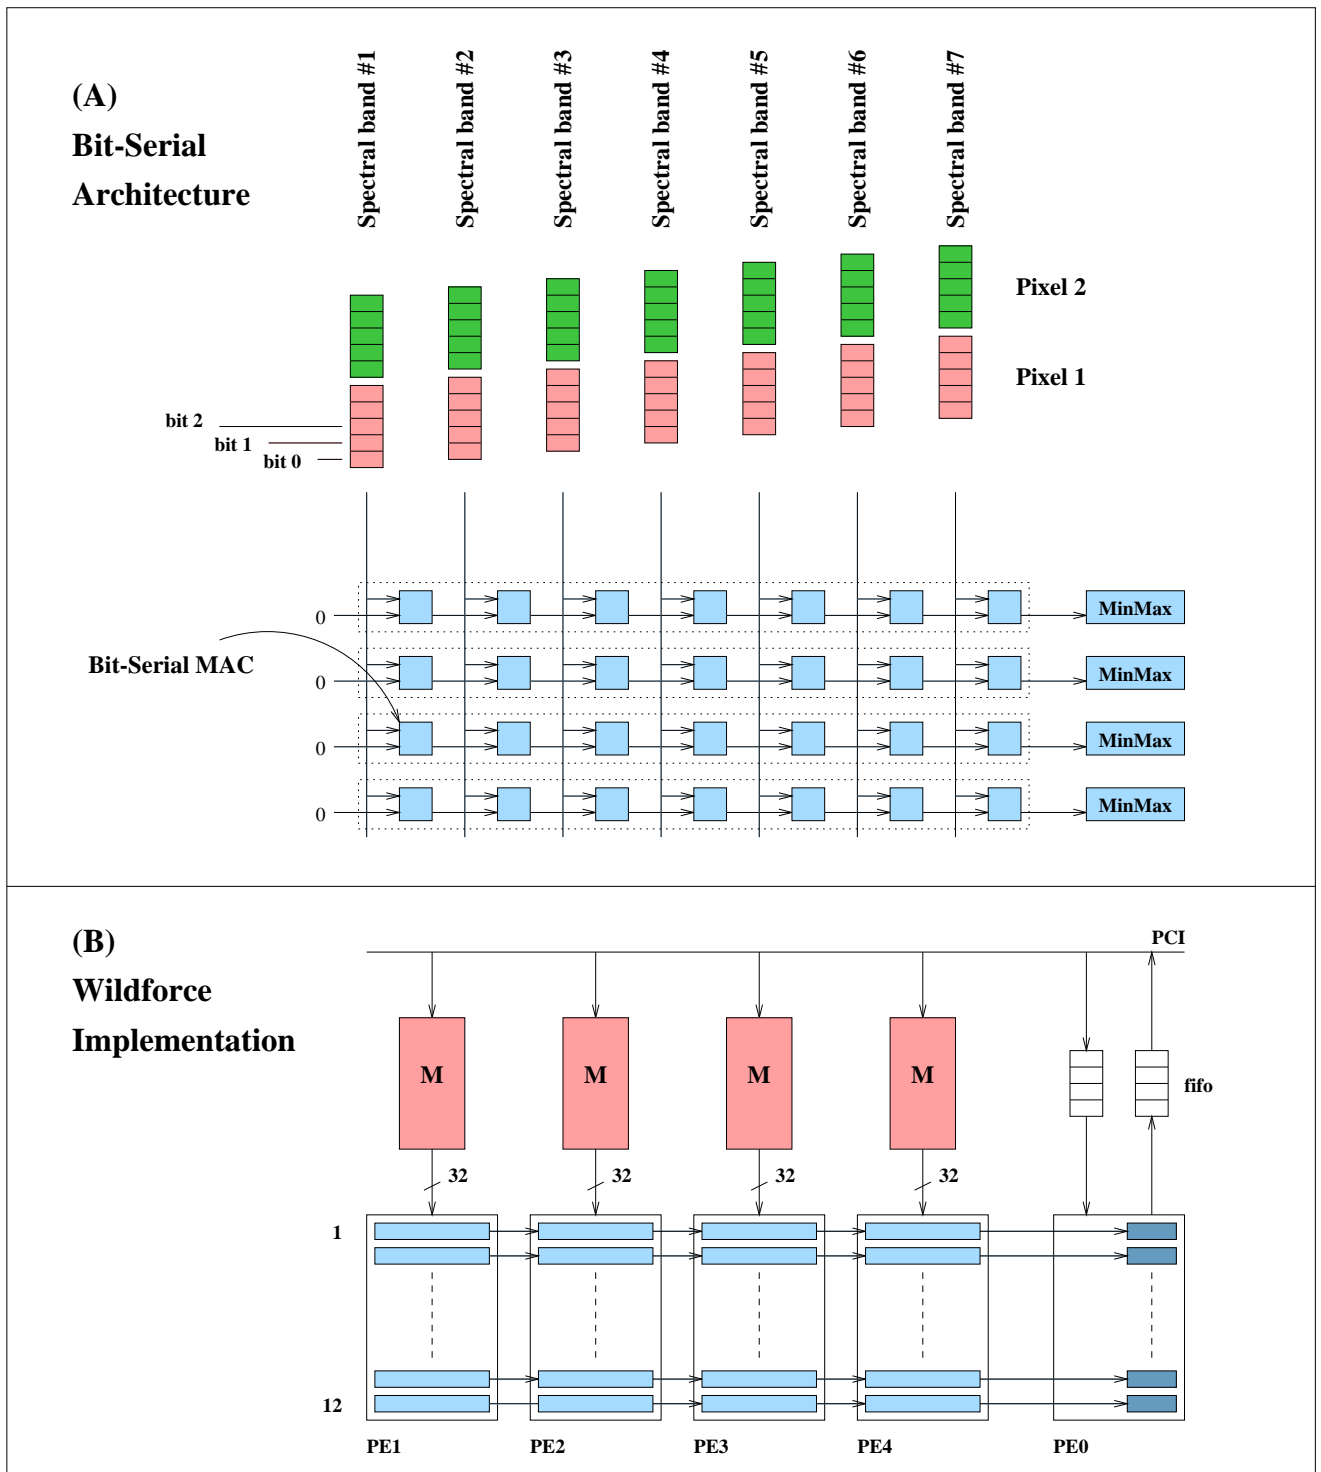 (A)
Bit-Serial
Architecture
Spectral band #1
Spectral band #2
Spectral band #3
Spectral band #4
Spectral band #5
Spectral band #6
Spectral band #7
Pixel 2
Pixel 1
bit 2
bit 1
bit 0
0
MinMax
Bit-Serial MAC
0
MinMax
0
MinMax
0
MinMax
(B)
Wildforce
Implementation
PCI
M
M
M
M
fifo
32
32
32
32
1
12
PE1
PE2
PE3
PE4
PE0